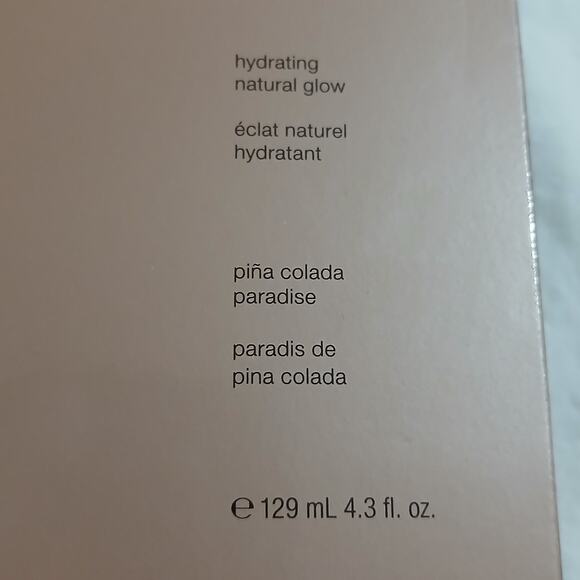 hydrating
natural glow
éclat naturel
hydratant
piña colada
paradise
paradis de
pina colada
℮ 129 mL 4.3 fl. oz.